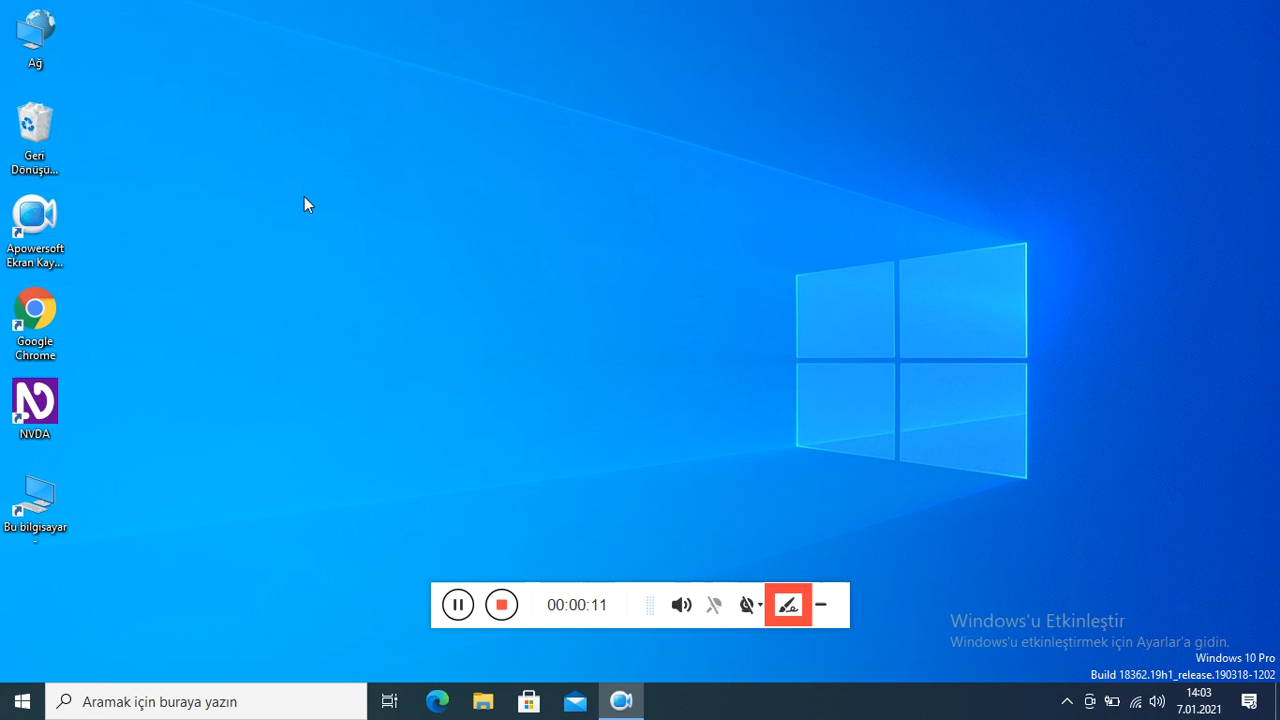 Ağ
Geri
Dönüşü...
Apowersoft
Ekran Kay...
Google
Chrome
NVDA
Bu bilgisayar
-
00:00:11
Windows'u Etkinleştir
Windows'u etkinleştirmek için Ayarlar'a gidin.
Windows 10 Pro
Build 18362.19h1_release.190318-1202
Aramak için buraya yazın
14:03
7.01.2021